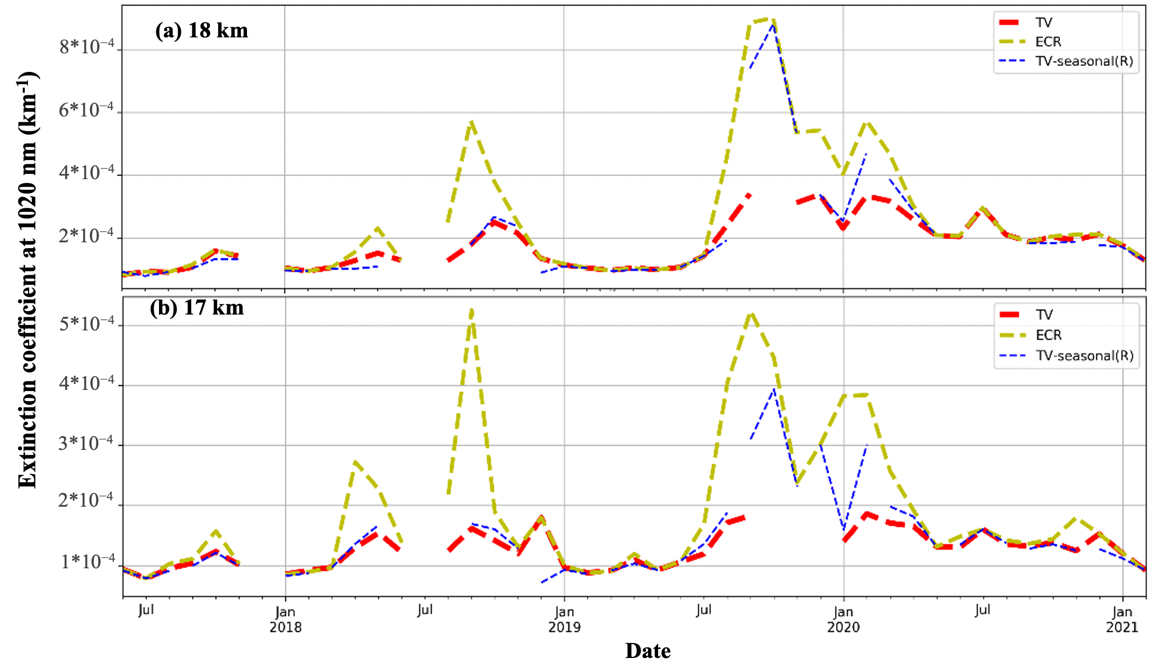 Extinction coefficient at 1020 nm (km⁻¹)
(a) 18 km
TV
ECR
TV-seasonal(R)
8*10⁻⁴
6*10⁻⁴
4*10⁻⁴
2*10⁻⁴
(b) 17 km
TV
ECR
TV-seasonal(R)
5*10⁻⁴
4*10⁻⁴
3*10⁻⁴
2*10⁻⁴
1*10⁻⁴
Jul Jan Jul Jan Jul Jan Jul Jan
2018 2019 2020 2021
Date